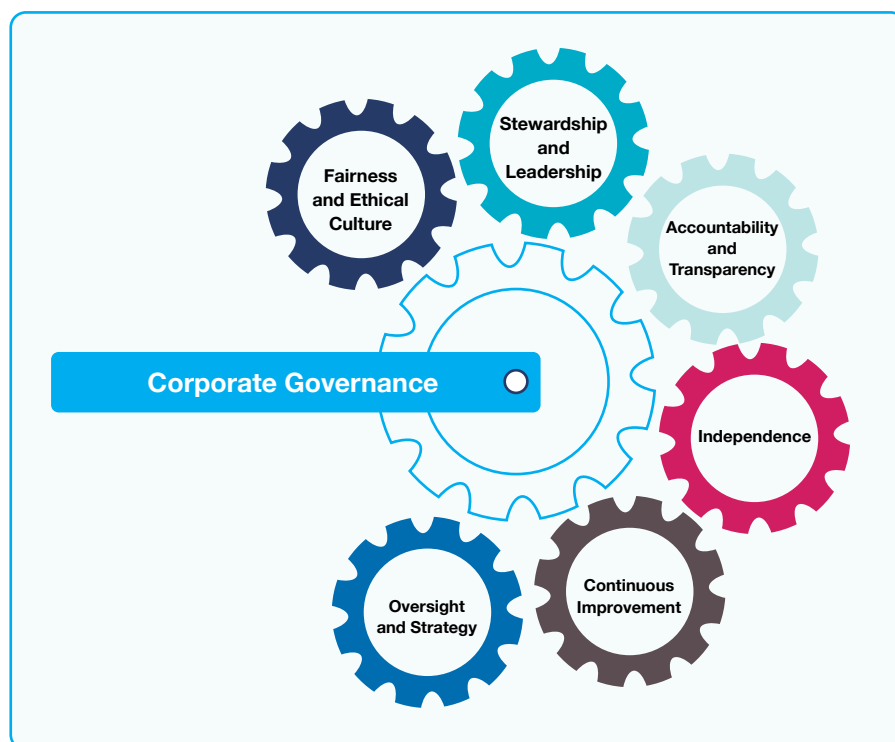 Stewardship
and
Leadership
Fairness
and Ethical
Culture
Accountability
and
Transparency
Corporate Governance
Independence
Continuous
Improvement
Oversight
and Strategy